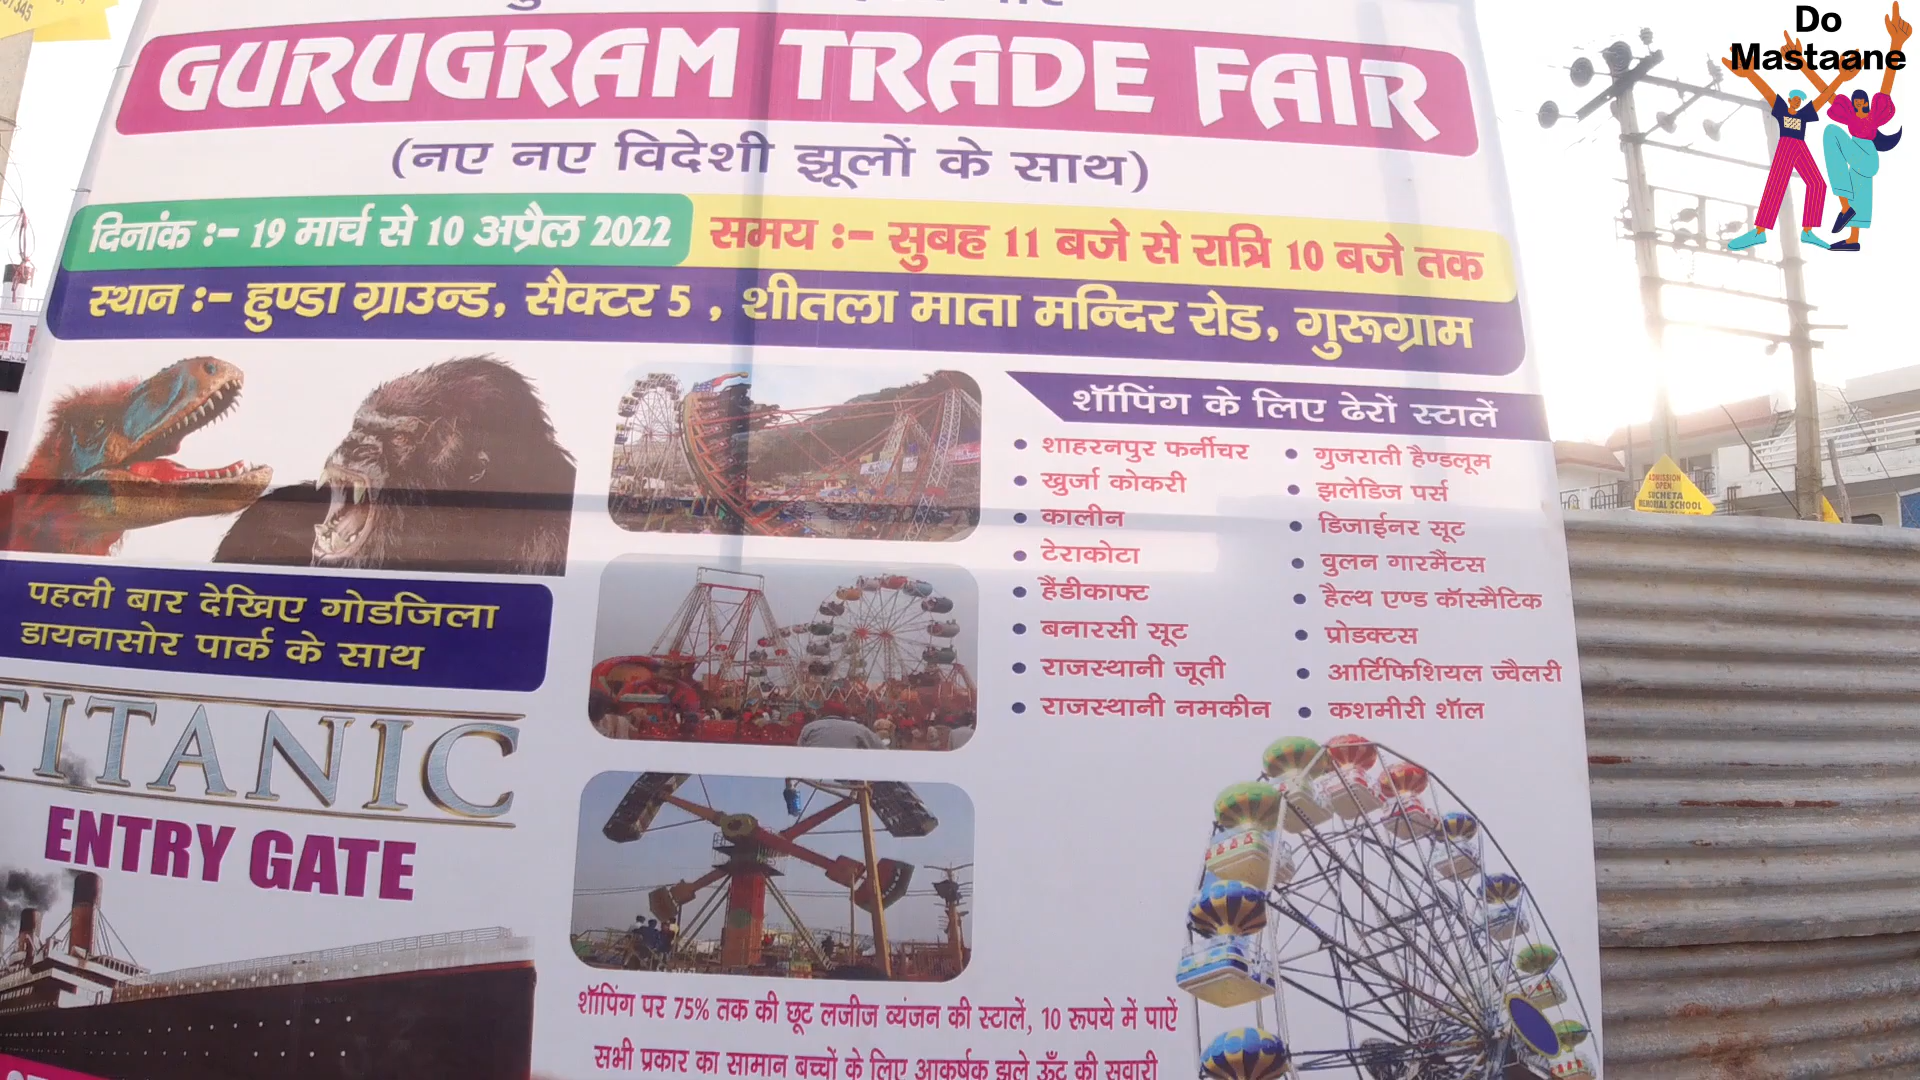 Do
Mastaane
GURUGRAM TRADE FAIR
(नए नए विदेशी झूलों के साथ)
दिनांक :- 19 मार्च से 10 अप्रैल 2022
समय :- सुबह 11 बजे से रात्रि 10 बजे तक
स्थान :- हुण्डा ग्राउन्ड, सैक्टर 5 , शीतला माता मन्दिर रोड, गुरूग्राम
शॉपिंग के लिए ढेरों स्टालें
शाहरनपुर फर्नीचर
खुर्जा कोकरी
कालीन
टेराकोटा
हैंडीकाफ्ट
बनारसी सूट
राजस्थानी जूती
राजस्थानी नमकीन
गुजराती हैण्डलूम
झलेडिज पर्स
डिजाईनर सूट
वुलन गारमैंटस
हैल्थ एण्ड कॉस्मैटिक
प्रोडक्टस
आर्टिफिशियल ज्वैलरी
कशमीरी शॉल
पहली बार देखिए गोडजिला
डायनासोर पार्क के साथ
TITANIC
ENTRY GATE
शॉपिंग पर 75% तक की छूट लजीज व्यंजन की स्टालें, 10 रूपये में पाऐं
सभी प्रकार का सामान बच्चों के लिए आकर्षक झूले ऊँट की सवारी
ADMISSION
OPEN
SUCHETA
MEMORIAL SCHOOL